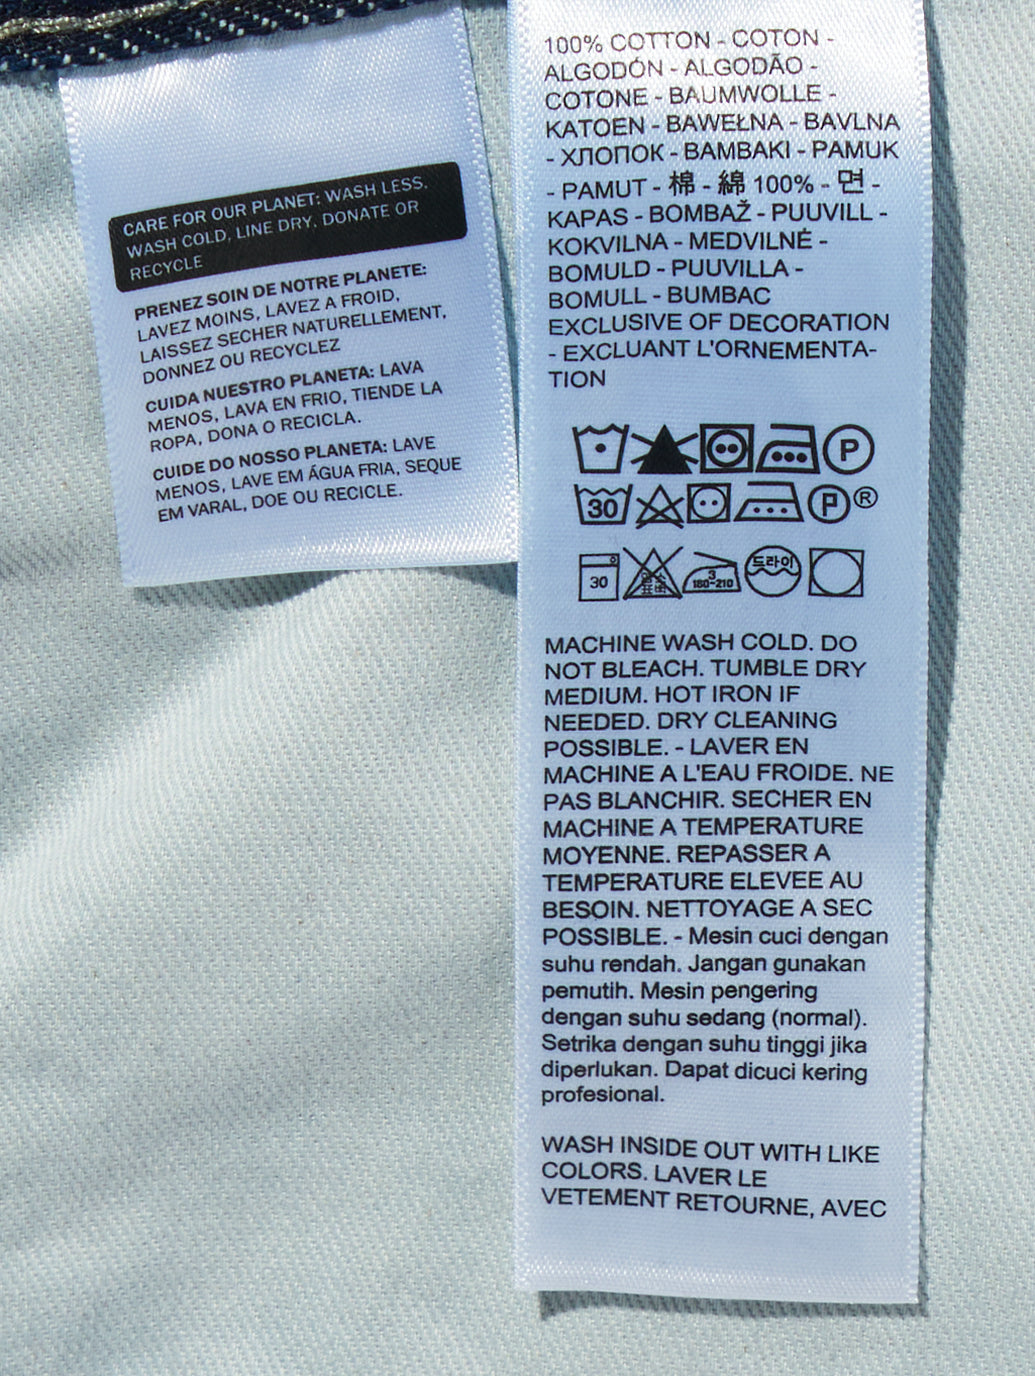 CARE FOR OUR PLANET: WASH LESS,
WASH COLD, LINE DRY, DONATE OR
RECYCLE
PRENEZ SOIN DE NOTRE PLANETE:
LAVEZ MOINS, LAVEZ A FROID,
LAISSEZ SECHER NATURELLEMENT,
DONNEZ OU RECYCLEZ
CUIDA NUESTRO PLANETA: LAVA
MENOS, LAVA EN FRIO, TIENDE LA
ROPA, DONA O RECICLA.
CUIDE DO NOSSO PLANETA: LAVE
MENOS, LAVE EM ÁGUA FRIA, SEQUE
EM VARAL, DOE OU RECICLE.
100% COTTON - COTON -
ALGODÓN - ALGODÃO -
COTONE - BAUMWOLLE -
KATOEN - BAWEŁNA - BAVLNA
- ХЛОПОК - BAMBAKI - PAMUK
- PAMUT - 棉 - 綿 100% - 면 -
KAPAS - BOMBAŽ - PUUVILL -
KOKVILNA - MEDVILNĖ -
BOMULD - PUUVILLA -
BOMULL - BUMBAC
EXCLUSIVE OF DECORATION
- EXCLUANT L'ORNEMENTA-
TION
P
30 P ®
30 3 180-210 드라이
MACHINE WASH COLD. DO
NOT BLEACH. TUMBLE DRY
MEDIUM. HOT IRON IF
NEEDED. DRY CLEANING
POSSIBLE. - LAVER EN
MACHINE A L'EAU FROIDE. NE
PAS BLANCHIR. SECHER EN
MACHINE A TEMPERATURE
MOYENNE. REPASSER A
TEMPERATURE ELEVEE AU
BESOIN. NETTOYAGE A SEC
POSSIBLE. - Mesin cuci dengan
suhu rendah. Jangan gunakan
pemutih. Mesin pengering
dengan suhu sedang (normal).
Setrika dengan suhu tinggi jika
diperlukan. Dapat dicuci kering
profesional.
WASH INSIDE OUT WITH LIKE
COLORS. LAVER LE
VETEMENT RETOURNE, AVEC